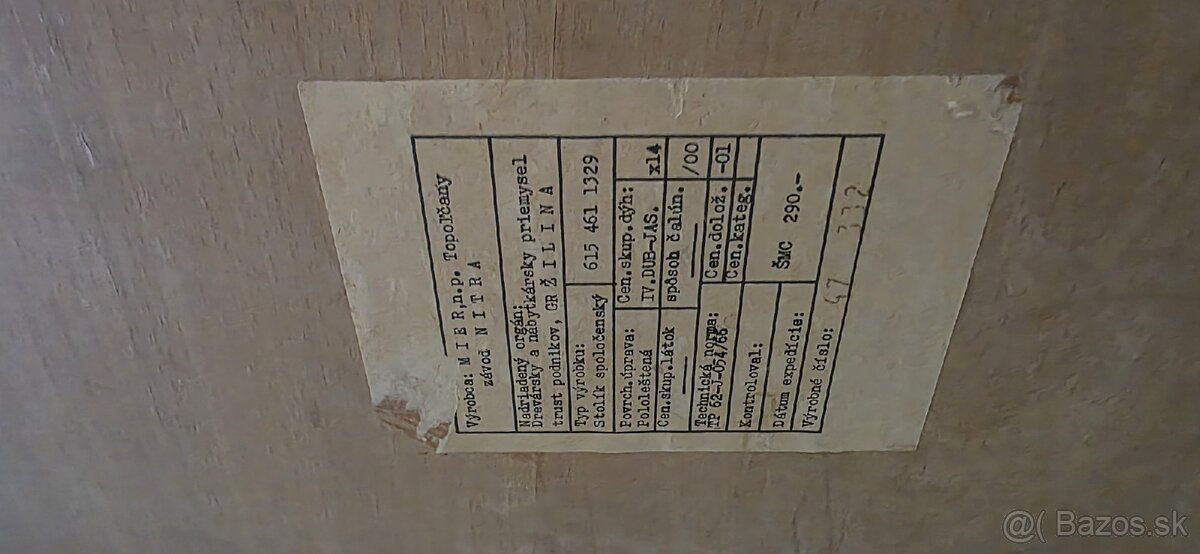 Výrobca: M I E R,n.p. Topoľčany
závod N I T R A
Nadriadený orgán:
Drevársky a nábytkársky priemysel
trust podnikov, GR Ž I L I N A
Typ výrobku:
Stolík spoločenský 615 461 1329
Povrch.úprava: Cen.skup.dýh:
Pololeštená IV.DUB-JAS. x14
Cen.skup.látok spôsob čalún. /00
Technická norma: Cen.dolož. -01
TP 62-J-054/66 Cen.kateg.
Kontroloval:
ŠMC 290.-
Dátum expedície:
Výrobné číslo: 47 332
@( Bazos.sk